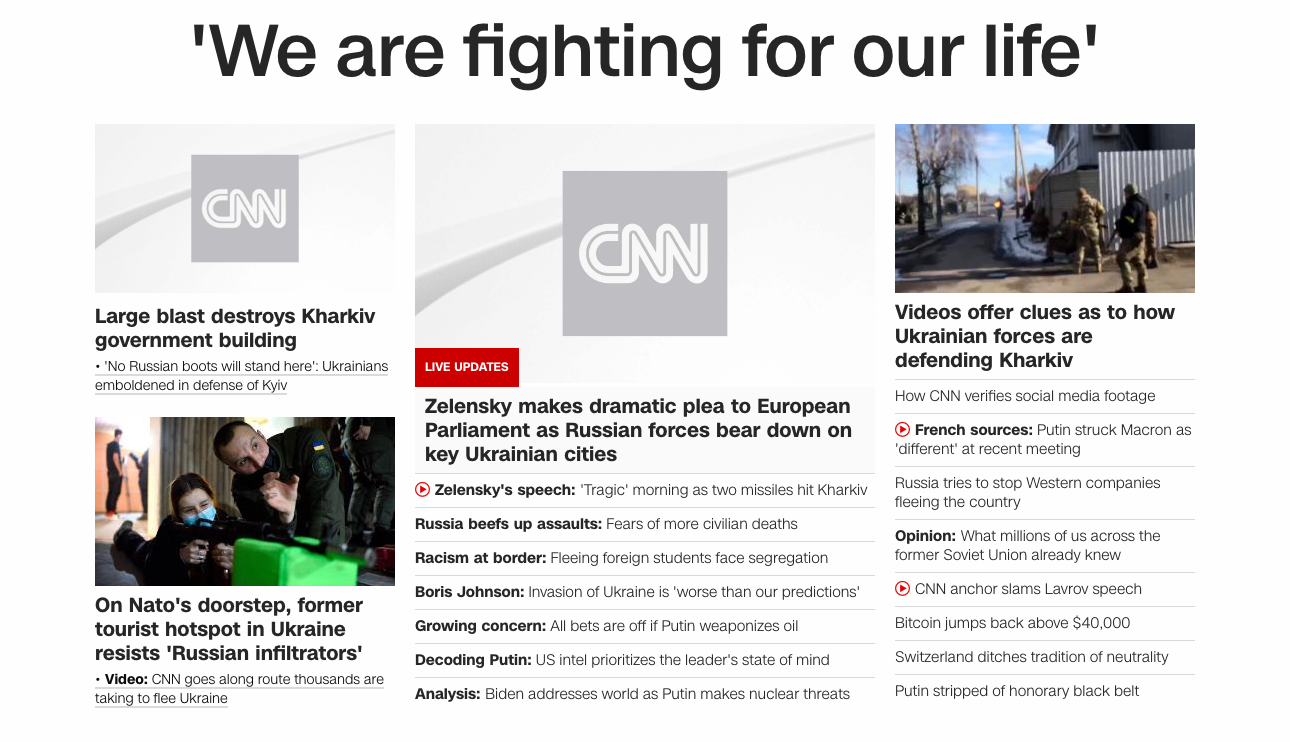 'We are fighting for our life'
CNN
Large blast destroys Kharkiv
government building
• 'No Russian boots will stand here': Ukrainians
emboldened in defense of Kyiv
On Nato's doorstep, former
tourist hotspot in Ukraine
resists 'Russian infiltrators'
• Video: CNN goes along route thousands are
taking to flee Ukraine
CNN
LIVE UPDATES
Zelensky makes dramatic plea to European
Parliament as Russian forces bear down on
key Ukrainian cities
Zelensky's speech: 'Tragic' morning as two missiles hit Kharkiv
Russia beefs up assaults: Fears of more civilian deaths
Racism at border: Fleeing foreign students face segregation
Boris Johnson: Invasion of Ukraine is 'worse than our predictions'
Growing concern: All bets are off if Putin weaponizes oil
Decoding Putin: US intel prioritizes the leader's state of mind
Analysis: Biden addresses world as Putin makes nuclear threats
Videos offer clues as to how
Ukrainian forces are
defending Kharkiv
How CNN verifies social media footage
French sources: Putin struck Macron as
'different' at recent meeting
Russia tries to stop Western companies
fleeing the country
Opinion: What millions of us across the
former Soviet Union already knew
CNN anchor slams Lavrov speech
Bitcoin jumps back above $40,000
Switzerland ditches tradition of neutrality
Putin stripped of honorary black belt